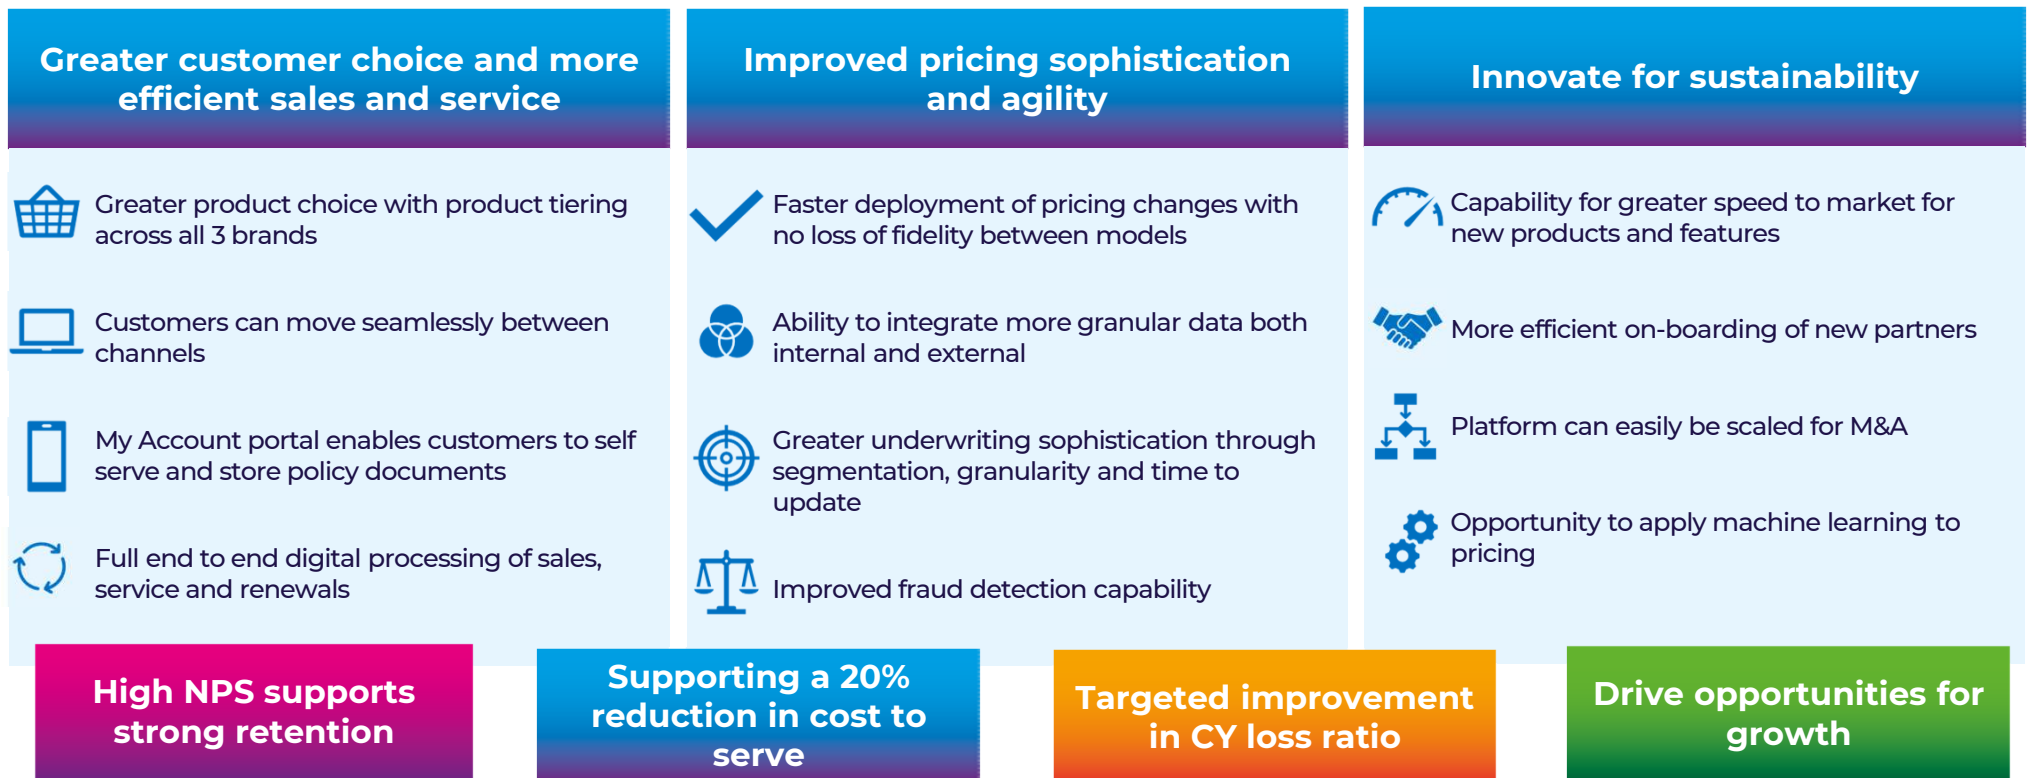 Greater customer choice and more
efficient sales and service
Greater product choice with product tiering
across all 3 brands
Customers can move seamlessly between
channels
My Account portal enables customers to self
serve and store policy documents
Full end to end digital processing of sales,
service and renewals
Improved pricing sophistication
and agility
Faster deployment of pricing changes with
no loss of fidelity between models
Ability to integrate more granular data both
internal and external
Greater underwriting sophistication through
segmentation, granularity and time to
update
Improved fraud detection capability
Innovate for sustainability
Capability for greater speed to market for
new products and features
More efficient on-boarding of new partners
Platform can easily be scaled for M&A
Opportunity to apply machine learning to
pricing
High NPS supports
strong retention
Supporting a 20%
reduction in cost to
serve
Targeted improvement
in CY loss ratio
Drive opportunities for
growth